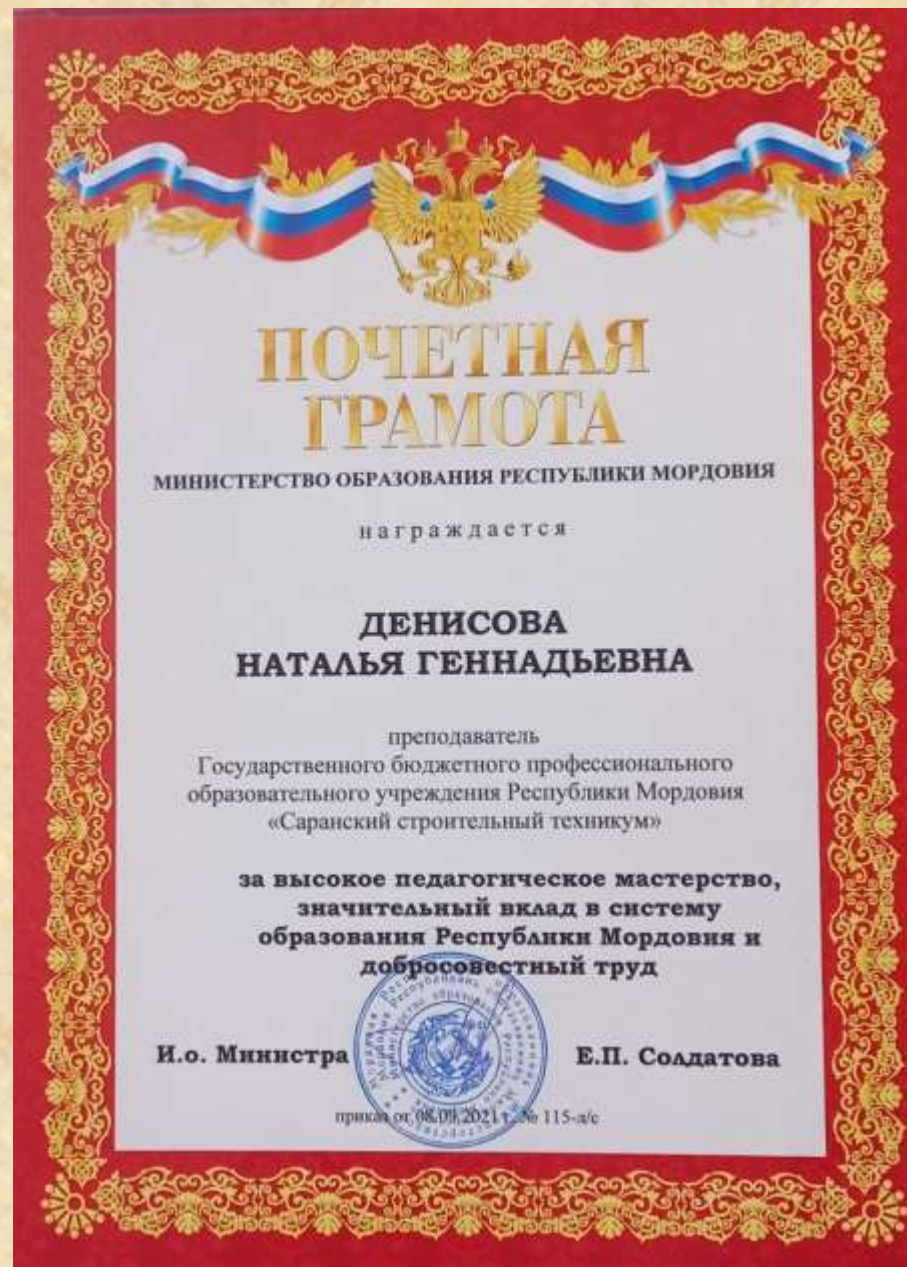 ПОЧЕТНАЯ
ГРАМОТА
МИНИСТЕРСТВО ОБРАЗОВАНИЯ РЕСПУБЛИКИ МОРДОВИЯ
награждается
ДЕНИСОВА
НАТАЛЬЯ ГЕННАДЬЕВНА
преподаватель
Государственного бюджетного профессионального
образовательного учреждения Республики Мордовия
«Саранский строительный техникум»
за высокое педагогическое мастерство,
значительный вклад в систему
образования Республики Мордовия и
добросовестный труд
И.о. Министра Е.П. Солдатова
приказ от 08.09.2021 г. № 115-л/с